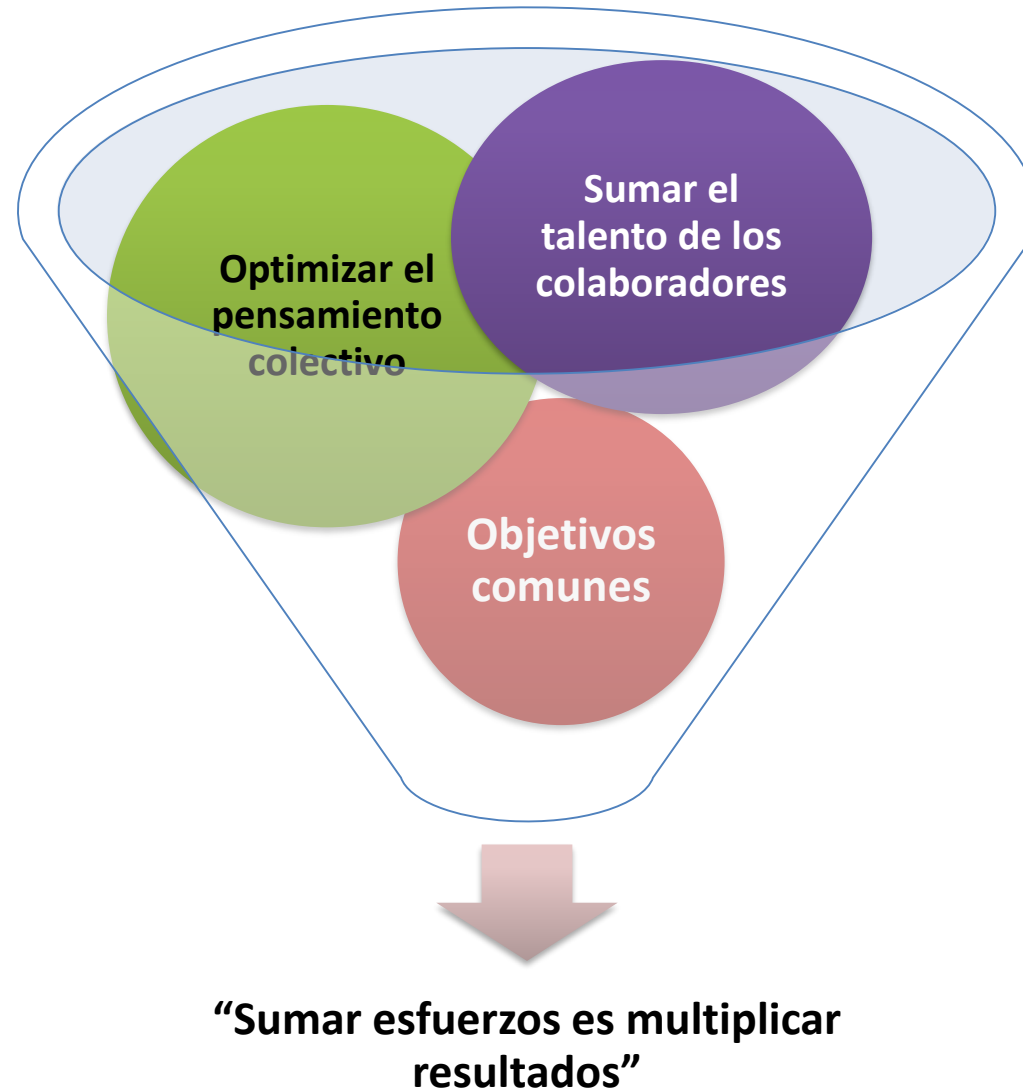 Sumar el
talento de los
colaboradores
Optimizar el
pensamiento
colectivo
Objetivos
comunes
“Sumar esfuerzos es multiplicar
resultados”